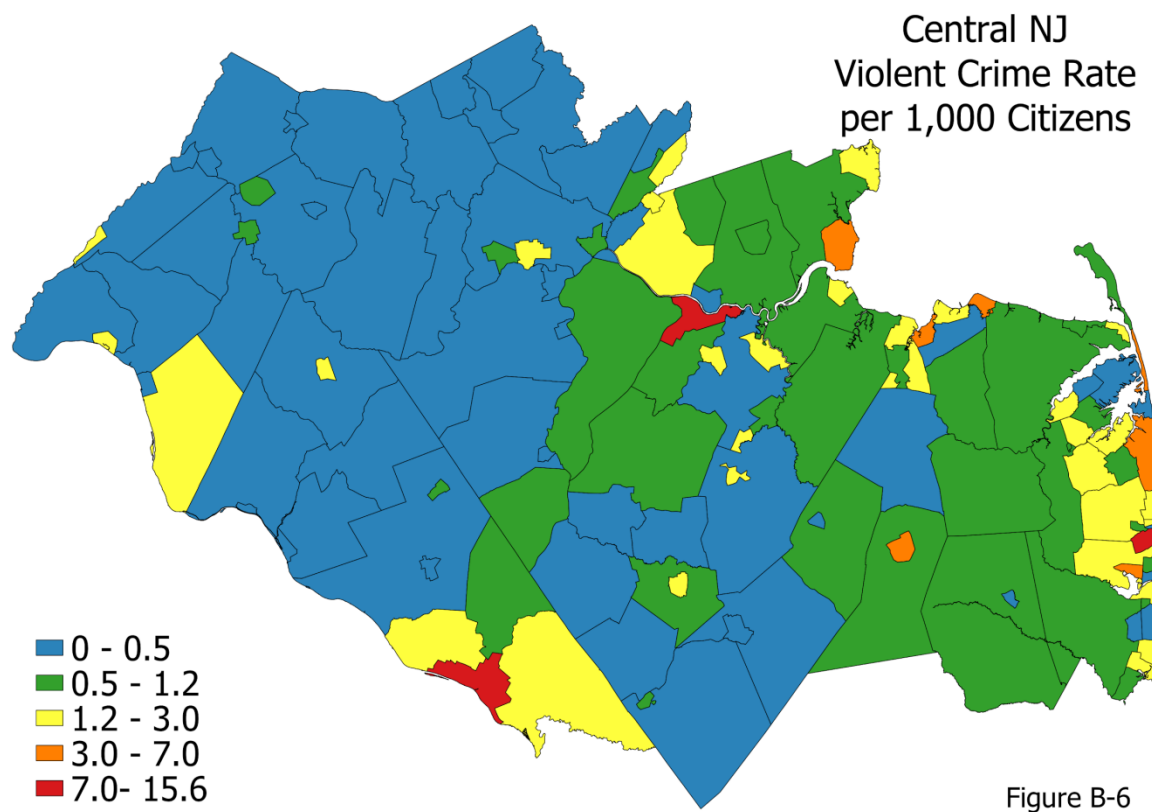 Central NJ
Violent Crime Rate
per 1,000 Citizens
0 - 0.5
0.5 - 1.2
1.2 - 3.0
3.0 - 7.0
7.0- 15.6
Figure B-6